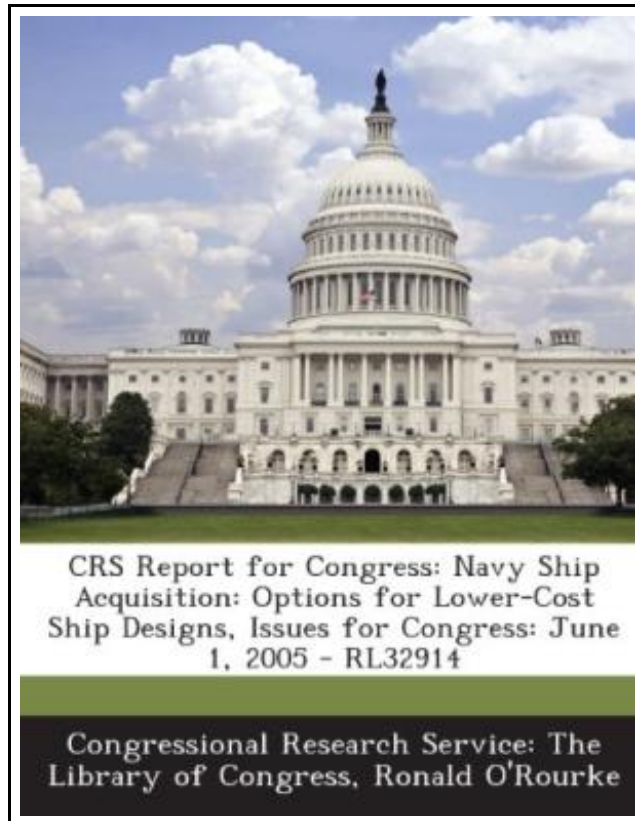 CRS Report for Congress: Navy Ship
Acquisition: Options for Lower-Cost
Ship Designs, Issues for Congress: June
1, 2005 - RL32914
Congressional Research Service: The
Library of Congress, Ronald O'Rourke